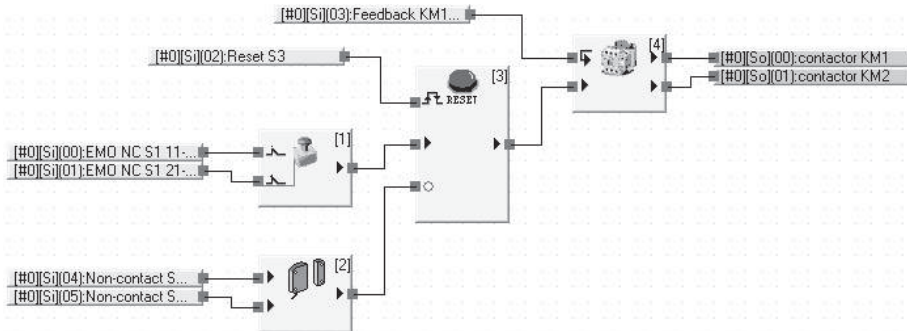 [#0][Si](03):Feedback KM1...
[4]
[#0][So](00):contactor KM1
[#0][So](01):contactor KM2
[#0][Si](02):Reset S3
[3]
RESET
[1]
[#0][Si](00):EMO NC S1 11-...
[#0][Si](01):EMO NC S1 21-...
[2]
[#0][Si](04):Non-contact S...
[#0][Si](05):Non-contact S...